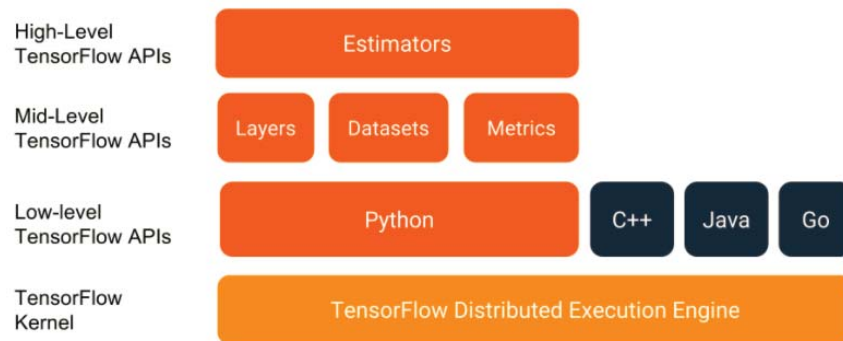 High-Level
TensorFlow APIs
Estimators
Mid-Level
TensorFlow APIs
Layers
Datasets
Metrics
Low-level
TensorFlow APIs
Python
C++
Java
Go
TensorFlow
Kernel
TensorFlow Distributed Execution Engine